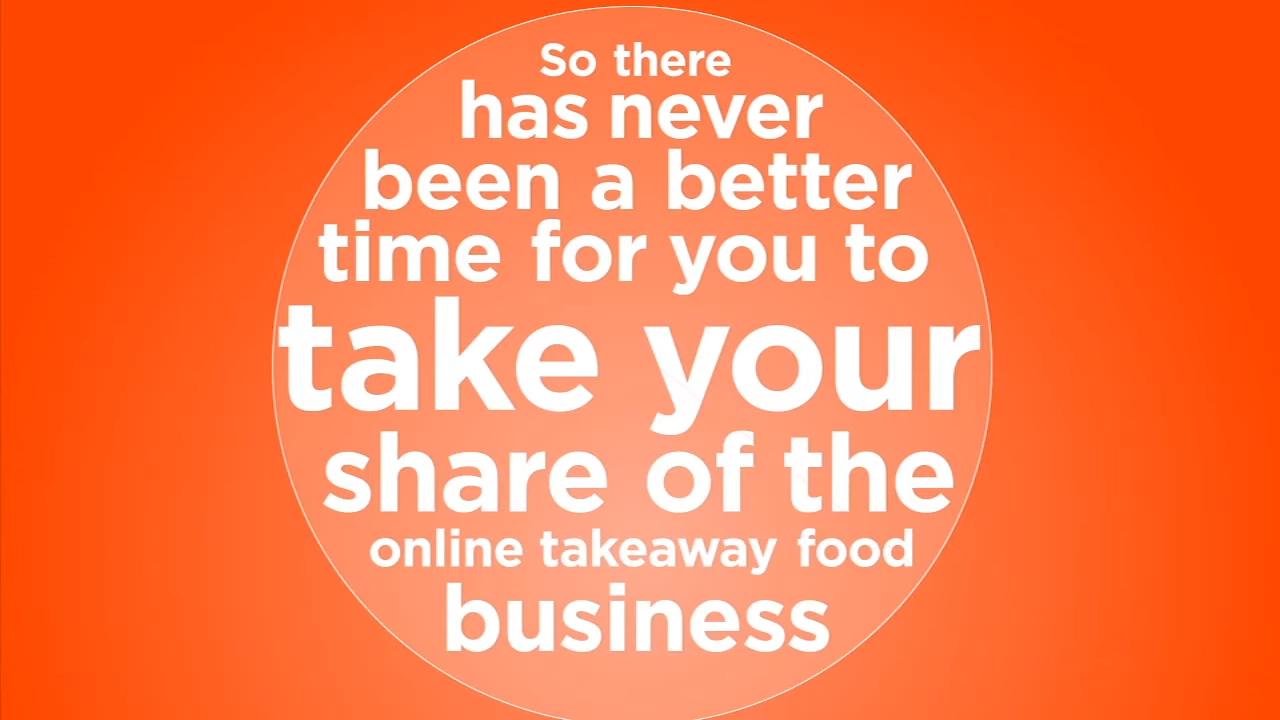 So there
has never
been a better
time for you to
take your
share of the
online takeaway food
business